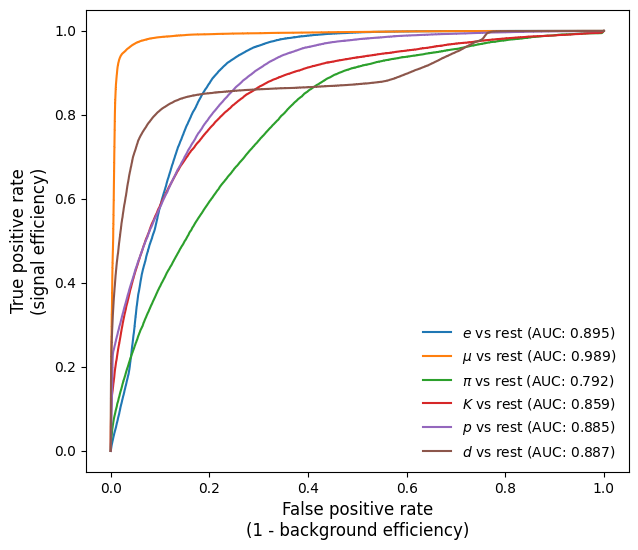 1.0
0.8
0.6
0.4
0.2
0.0
True positive rate
(signal efficiency)
e vs rest (AUC: 0.895)
μ vs rest (AUC: 0.989)
π vs rest (AUC: 0.792)
K vs rest (AUC: 0.859)
p vs rest (AUC: 0.885)
d vs rest (AUC: 0.887)
0.0 0.2 0.4 0.6 0.8 1.0
False positive rate
(1 - background efficiency)